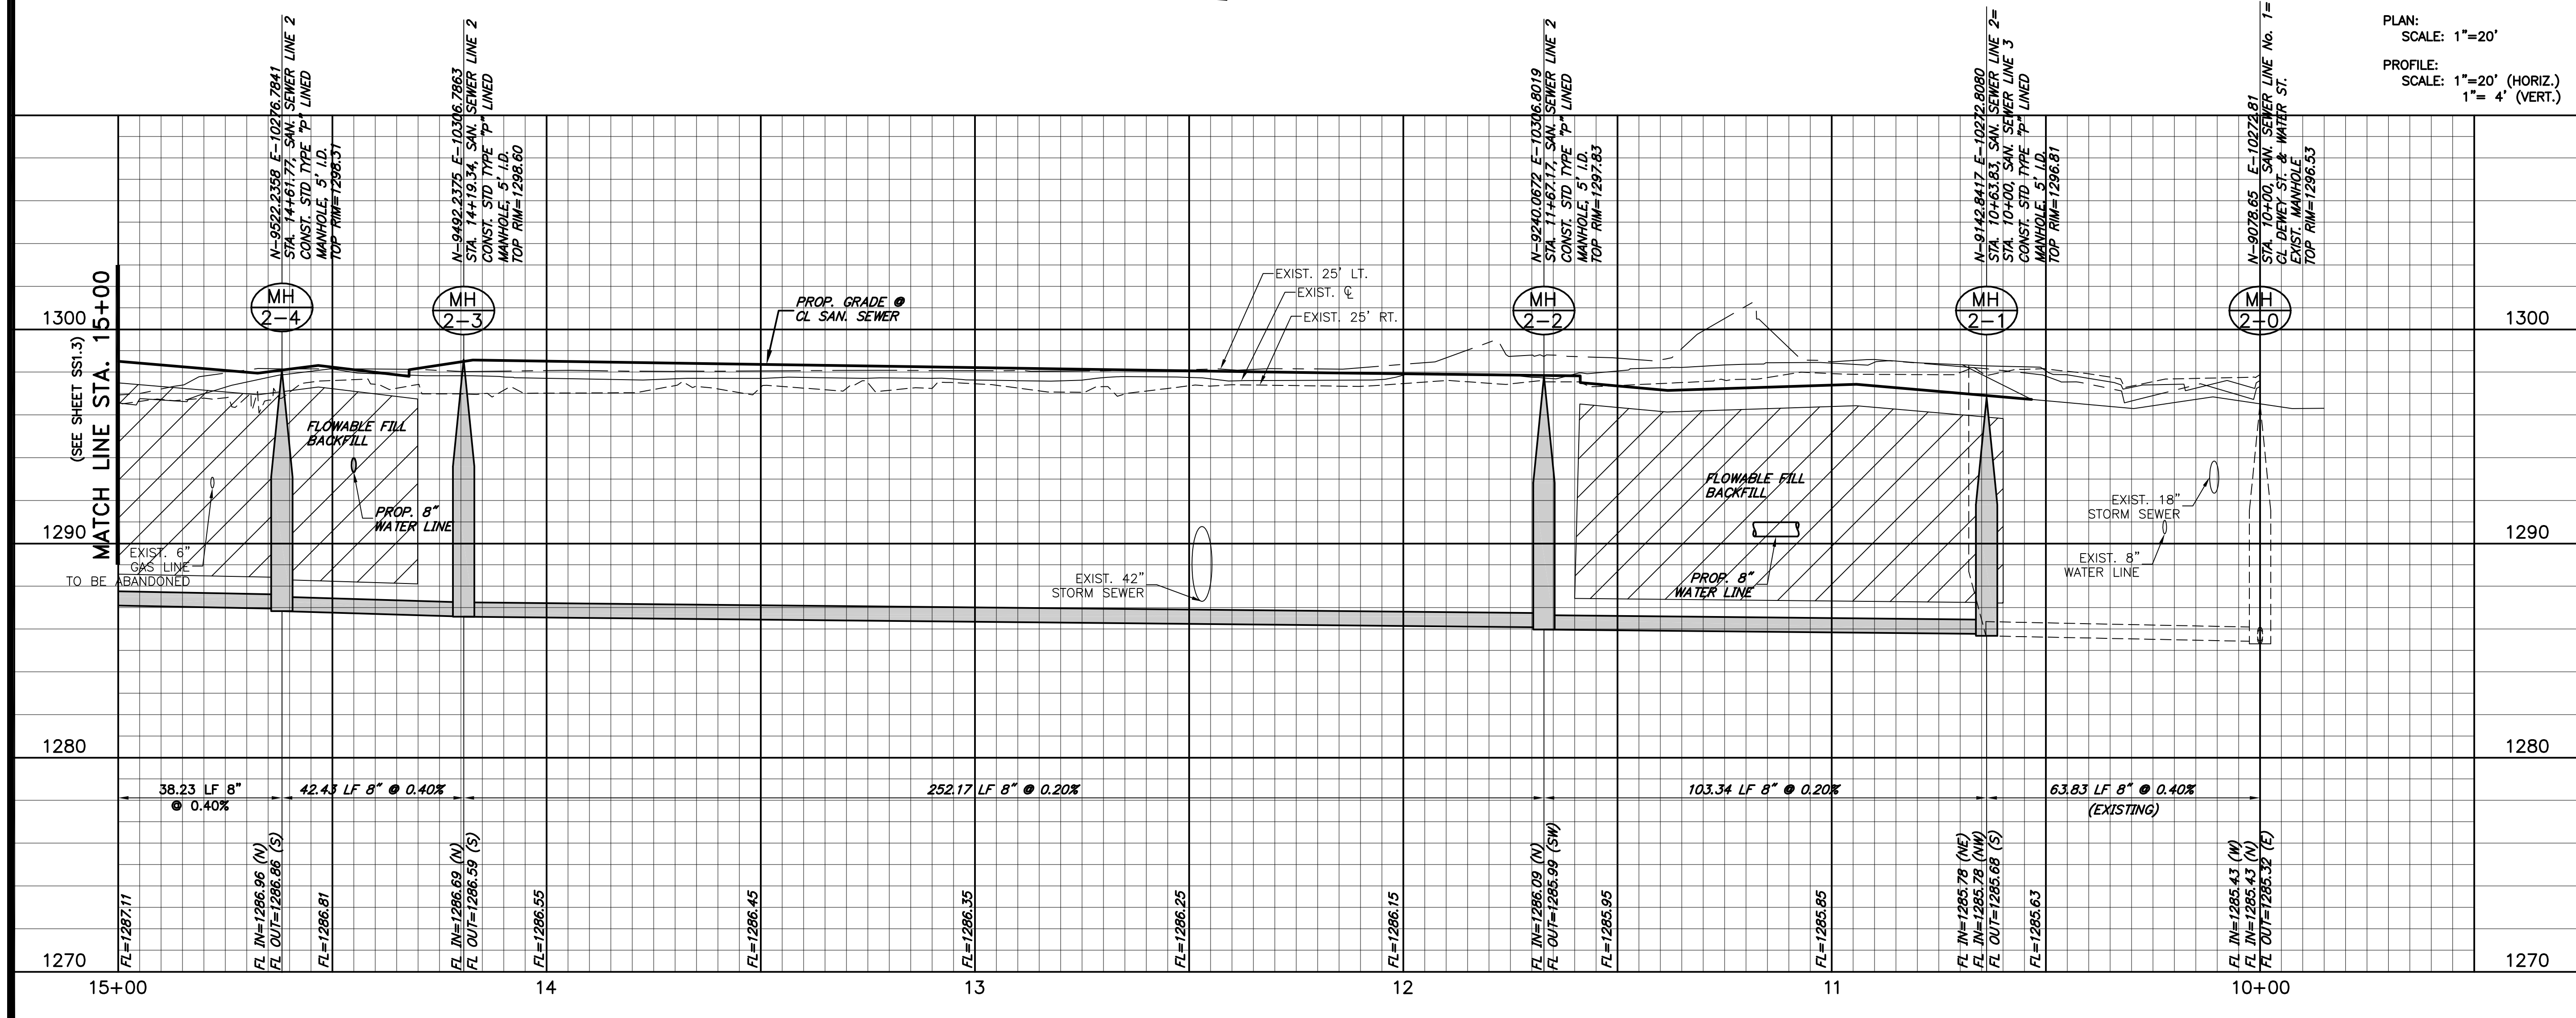 PLAN:
SCALE: 1"=20'
PROFILE:
SCALE: 1"=20' (HORIZ.)
1"= 4' (VERT.)
N-9522.2358 E-10276.7841
STA. 14+61.77, SAN. SEWER LINE 2
CONST. STD TYPE "P" LINED
MANHOLE, 5' I.D.
TOP RIM=1298.31
N-9492.2375 E-10306.7863
STA. 14+19.34, SAN. SEWER LINE 2
CONST. STD TYPE "P" LINED
MANHOLE, 5' I.D.
TOP RIM=1298.60
N-9240.0672 E-10306.8019
STA. 11+67.17, SAN. SEWER LINE 2
CONST. STD TYPE "P" LINED
MANHOLE, 5' I.D.
TOP RIM=1297.83
N-9142.8417 E-10272.8080
STA. 10+63.83, SAN. SEWER LINE 2=
STA. 10+00, SAN. SEWER LINE 3
CONST. STD TYPE "P" LINED
MANHOLE, 5' I.D.
TOP RIM=1296.81
N-9078.65 E-10272.81
STA. 10+00, SAN. SEWER LINE No. 1=
CL DEWEY ST. & WATER ST.
EXIST. MANHOLE
TOP RIM=1296.53
MH
2-4
MH
2-3
MH
2-2
MH
2-1
MH
2-0
1300
1300
(SEE SHEET SS1.3)
MATCH LINE STA. 15+00
PROP. GRADE @
CL SAN. SEWER
EXIST. 25' LT.
EXIST. ℄
EXIST. 25' RT.
FLOWABLE FILL
BACKFILL
PROP. 8"
WATER LINE
EXIST. 6"
GAS LINE
TO BE ABANDONED
EXIST. 42"
STORM SEWER
FLOWABLE FILL
BACKFILL
PROP. 8"
WATER LINE
EXIST. 18"
STORM SEWER
EXIST. 8"
WATER LINE
1290
1290
1280
1280
38.23 LF 8"
@ 0.40%
42.43 LF 8" @ 0.40%
252.17 LF 8" @ 0.20%
103.34 LF 8" @ 0.20%
63.83 LF 8" @ 0.40%
(EXISTING)
FL=1287.11
FL IN=1286.96 (N)
FL OUT=1286.86 (S)
FL=1286.81
FL IN=1286.69 (N)
FL OUT=1286.59 (S)
FL=1286.55
FL=1286.45
FL=1286.35
FL=1286.25
FL=1286.15
FL IN=1286.09 (N)
FL OUT=1285.99 (SW)
FL=1285.95
FL=1285.85
FL IN=1285.78 (NE)
FL IN=1285.78 (NW)
FL OUT=1285.68 (S)
FL=1285.63
FL IN=1285.43 (W)
FL IN=1285.43 (N)
FL OUT=1285.32 (E)
1270
1270
15+00
14
13
12
11
10+00